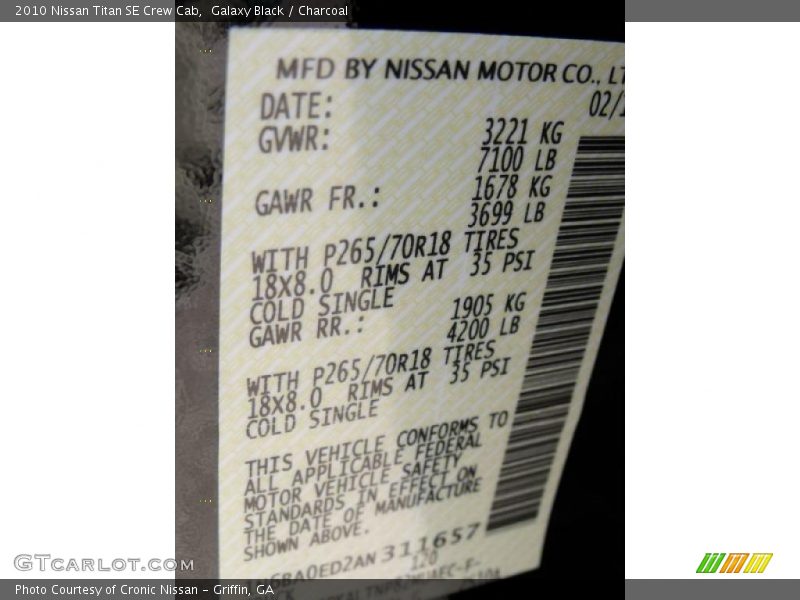 2010 Nissan Titan SE Crew Cab, Galaxy Black / Charcoal
MFD BY NISSAN MOTOR CO.,
DATE: 02/1
GVWR: 3221 KG
7100 LB
GAWR FR.: 1678 KG
3699 LB
WITH P265/70R18 TIRES
18X8.0 RIMS AT 35 PSI
COLD SINGLE
GAWR RR.: 1905 KG
4200 LB
WITH P265/70R18 TIRES
18X8.0 RIMS AT 35 PSI
COLD SINGLE
THIS VEHICLE CONFORMS TO
ALL APPLICABLE FEDERAL
MOTOR VEHICLE SAFETY
STANDARDS IN EFFECT ON
THE DATE OF MANUFACTURE
SHOWN ABOVE.
120
GTCARLOT.COM
Photo Courtesy of Cronic Nissan – Griffin, GA